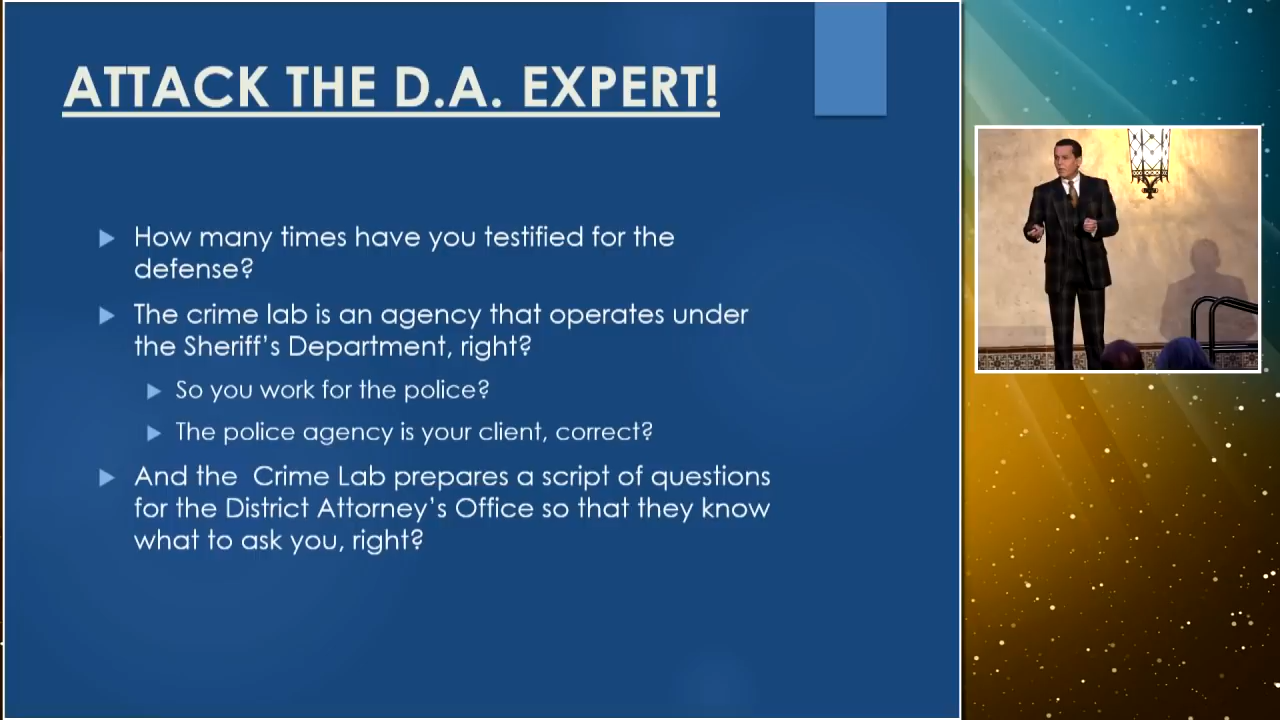 ATTACK THE D.A. EXPERT!
How many times have you testified for the
defense?
The crime lab is an agency that operates under
the Sheriff's Department, right?
So you work for the police?
The police agency is your client, correct?
And the  Crime Lab prepares a script of questions
for the District Attorney's Office so that they know
what to ask you, right?